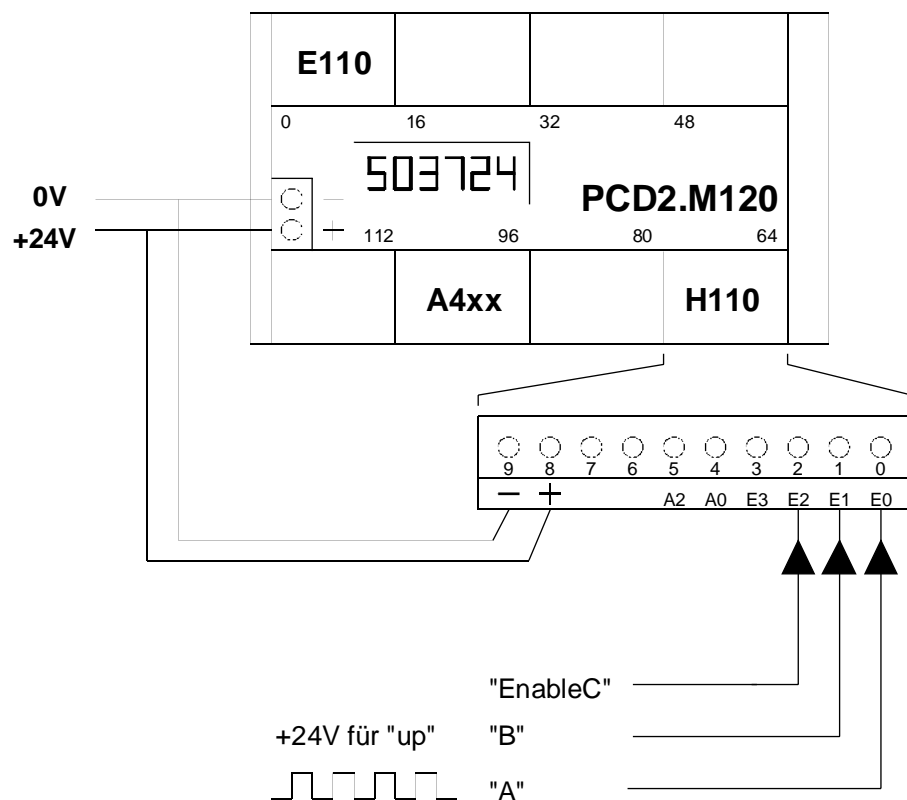 E110
0 16 32 48
503724
0V −
PCD2.M120
+24V +
112 96 80 64
A4xx H110
9 8 7 6 5 4 3 2 1 0
− + A2 A0 E3 E2 E1 E0
"EnableC"
+24V für "up" "B"
"A"